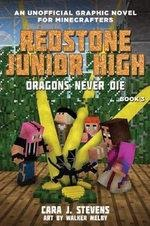 AN UNOFFICIAL GRAPHIC NOVEL
FOR MINECRAFTERS
REDSTONE
JUNIOR HIGH
DRAGONS NEVER DIE
BOOK 3
CARA J. STEVENS
ART BY WALKER MELBY